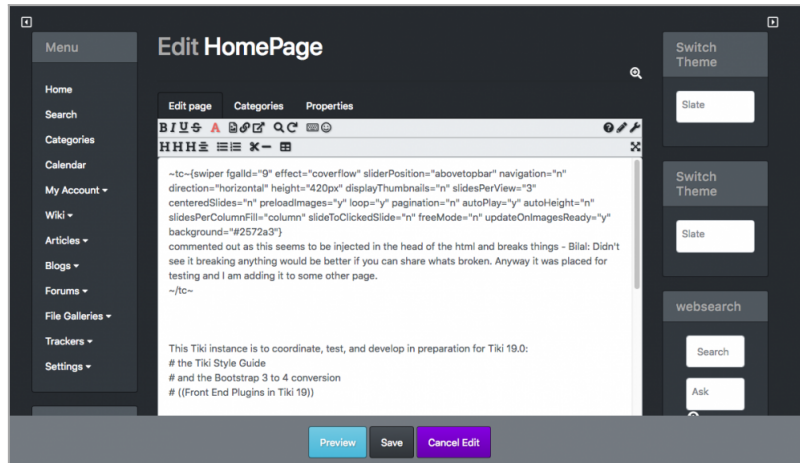 Menu
Home
Search
Categories
Calendar
My Account
Wiki
Articles
Blogs
Forums
File Galleries
Trackers
Settings
Edit HomePage
Edit page Categories Properties
B I U S A
H H H
~tc~{swiper fgalId="9" effect="coverflow" sliderPosition="abovetopbar" navigation="n"
direction="horizontal" height="420px" displayThumbnails="n" slidesPerView="3"
centeredSlides="n" preloadImages="y" loop="y" pagination="n" autoPlay="y" autoHeight="n"
slidesPerColumnFill="column" slideToClickedSlide="n" freeMode="n" updateOnImagesReady="y"
background="#2572a3"}
commented out as this seems to be injected in the head of the html and breaks things - Bilal: Didn't
see it breaking anything would be better if you can share whats broken. Anyway it was placed for
testing and I am adding it to some other page.
~/tc~
This Tiki instance is to coordinate, test, and develop in preparation for Tiki 19.0:
# the Tiki Style Guide
# and the Bootstrap 3 to 4 conversion
# ((Front End Plugins in Tiki 19))
Switch
Theme
Slate
Switch
Theme
Slate
websearch
Search
Ask
Preview Save Cancel Edit